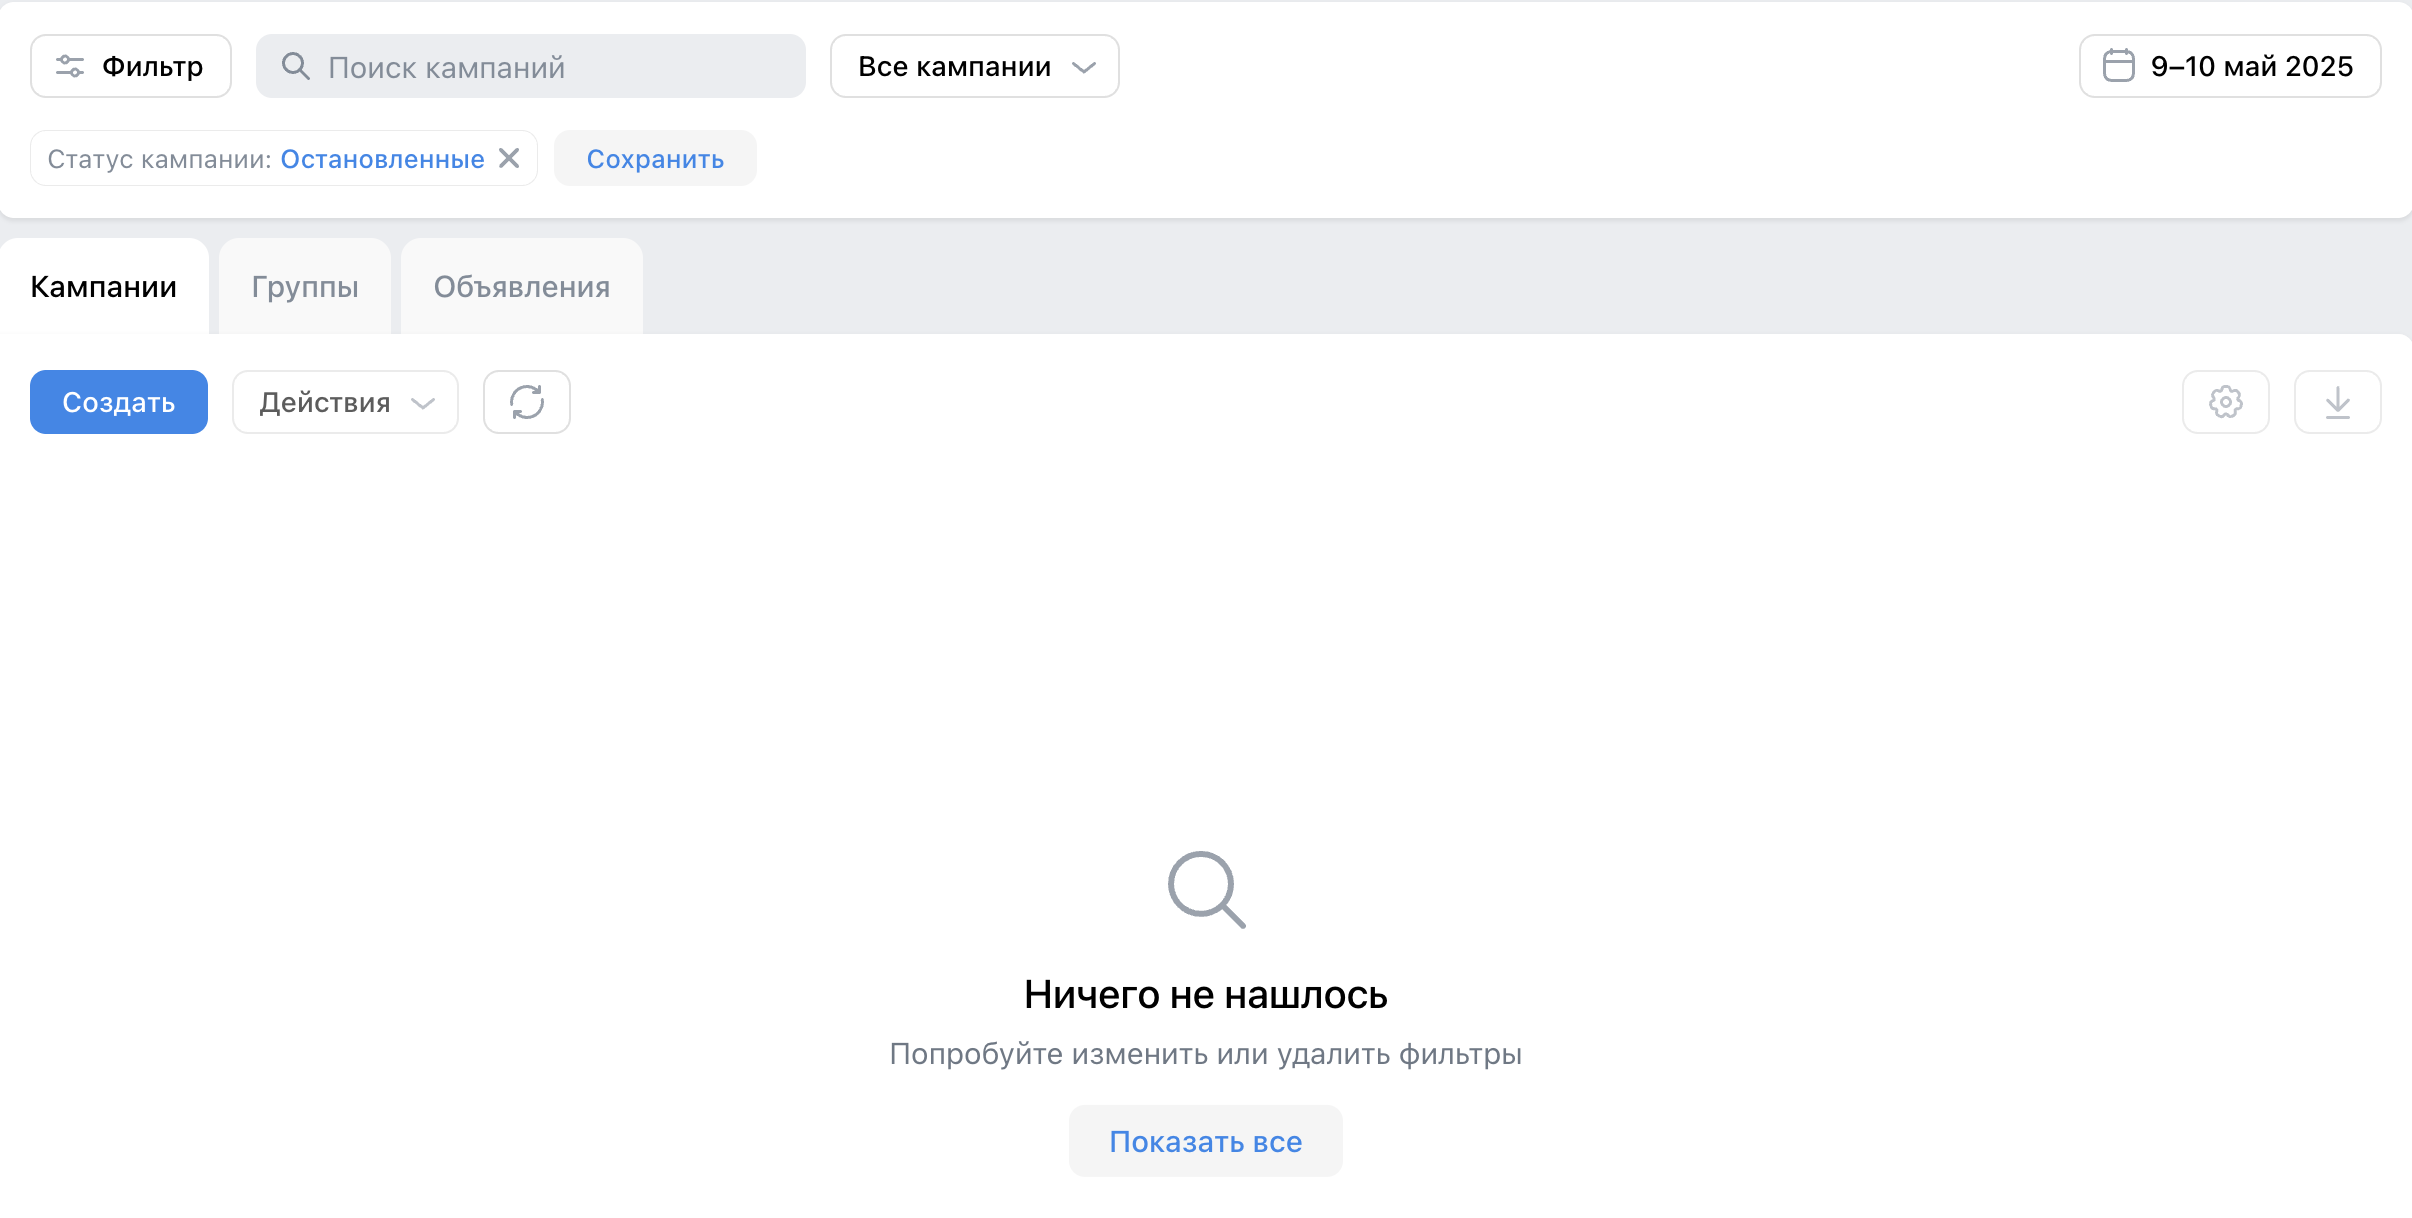 Фильтр
Поиск кампаний
Все кампании
9–10 май 2025
Статус кампании: Остановленные
Сохранить
Кампании
Группы
Объявления
Создать
Действия
Ничего не нашлось
Попробуйте изменить или удалить фильтры
Показать все